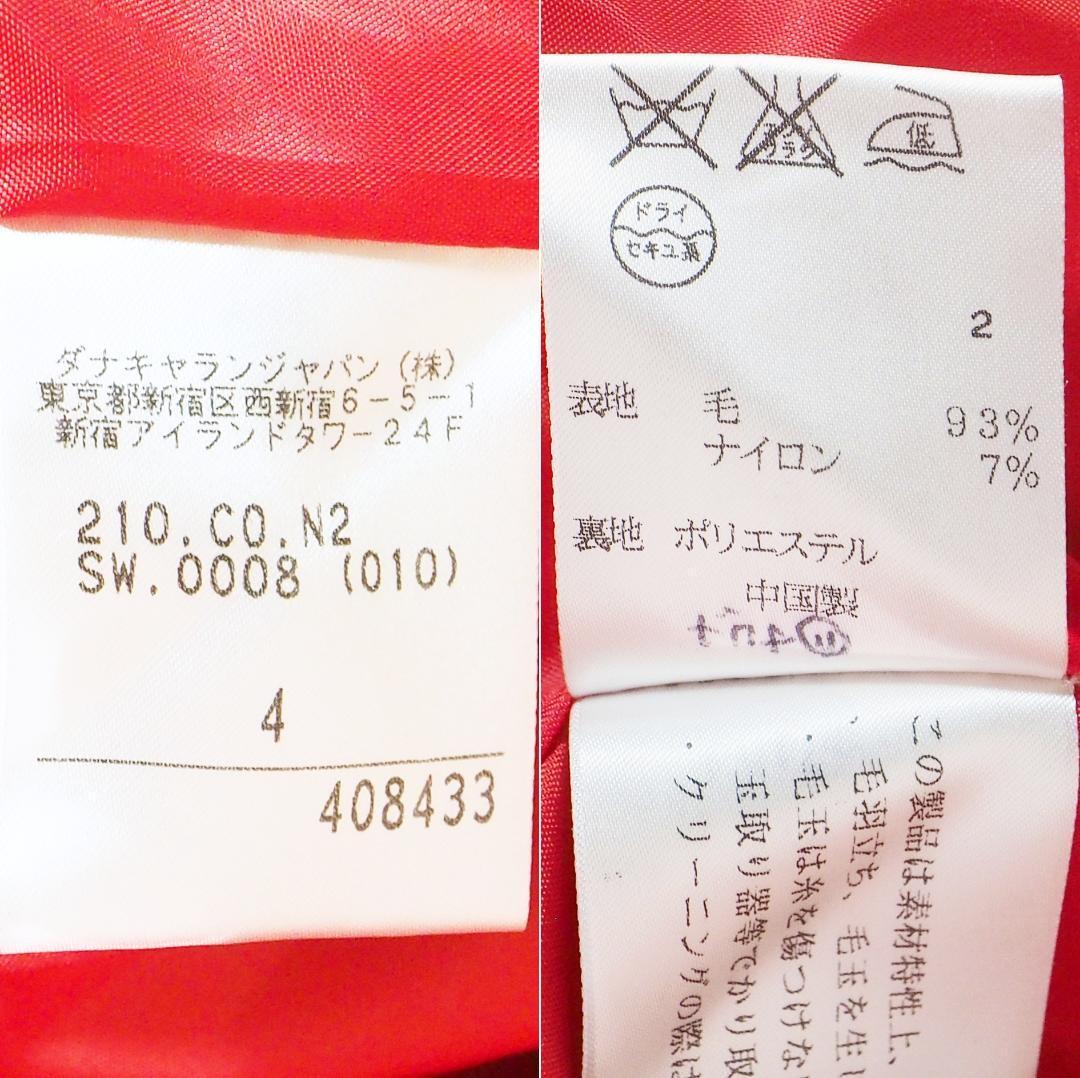 ダナキャランジャパン(株)
東京都新宿区西新宿6-5-1
新宿アイランドタワー24F
210.CO.N2
SW.0008 (010)
4
408433
低
ドライ
セキユ系
2
表地 毛 93%
ナイロン 7%
裏地 ポリエステル
中国製
この製品は素材特性上、
毛羽立ち、毛玉を生
・毛玉は糸を傷つけな
玉取り器等でかり取
・クリーニングの際は